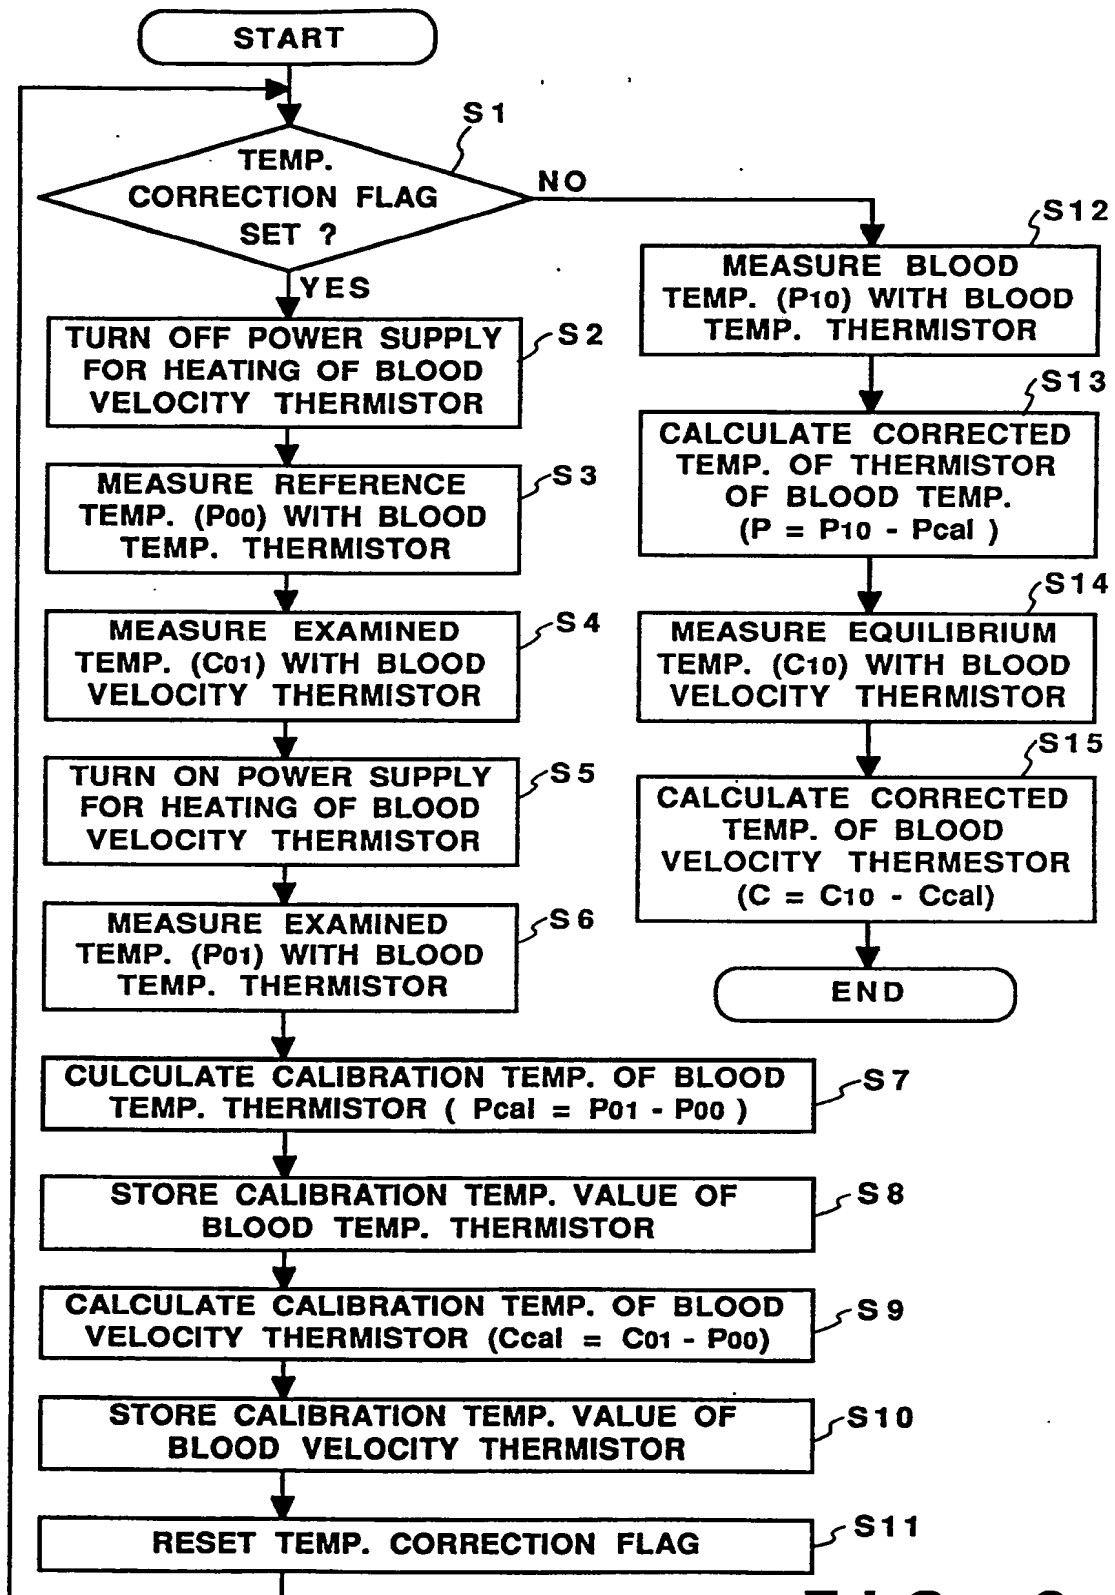 START
S1
TEMP.
CORRECTION FLAG
SET ?
NO
YES
TURN OFF POWER SUPPLY
FOR HEATING OF BLOOD
VELOCITY THERMISTOR
S2
MEASURE REFERENCE
TEMP. (P00) WITH BLOOD
TEMP. THERMISTOR
S3
MEASURE EXAMINED
TEMP. (C01) WITH BLOOD
VELOCITY THERMISTOR
S4
TURN ON POWER SUPPLY
FOR HEATING OF BLOOD
VELOCITY THERMISTOR
S5
MEASURE EXAMINED
TEMP. (P01) WITH BLOOD
TEMP. THERMISTOR
S6
CULCULATE CALIBRATION TEMP. OF BLOOD
TEMP. THERMISTOR ( Pcal = P01 - P00 )
S7
STORE CALIBRATION TEMP. VALUE OF
BLOOD TEMP. THERMISTOR
S8
CALCULATE CALIBRATION TEMP. OF BLOOD
VELOCITY THERMISTOR (Ccal = C01 - P00)
S9
STORE CALIBRATION TEMP. VALUE OF
BLOOD VELOCITY THERMISTOR
S10
RESET TEMP. CORRECTION FLAG
S11
S12
MEASURE BLOOD
TEMP. (P10) WITH BLOOD
TEMP. THERMISTOR
S13
CALCULATE CORRECTED
TEMP. OF THERMISTOR
OF BLOOD TEMP.
(P = P10 - Pcal )
S14
MEASURE EQUILIBRIUM
TEMP. (C10) WITH BLOOD
VELOCITY THERMISTOR
S15
CALCULATE CORRECTED
TEMP. OF BLOOD
VELOCITY THERMESTOR
(C = C10 - Ccal)
END